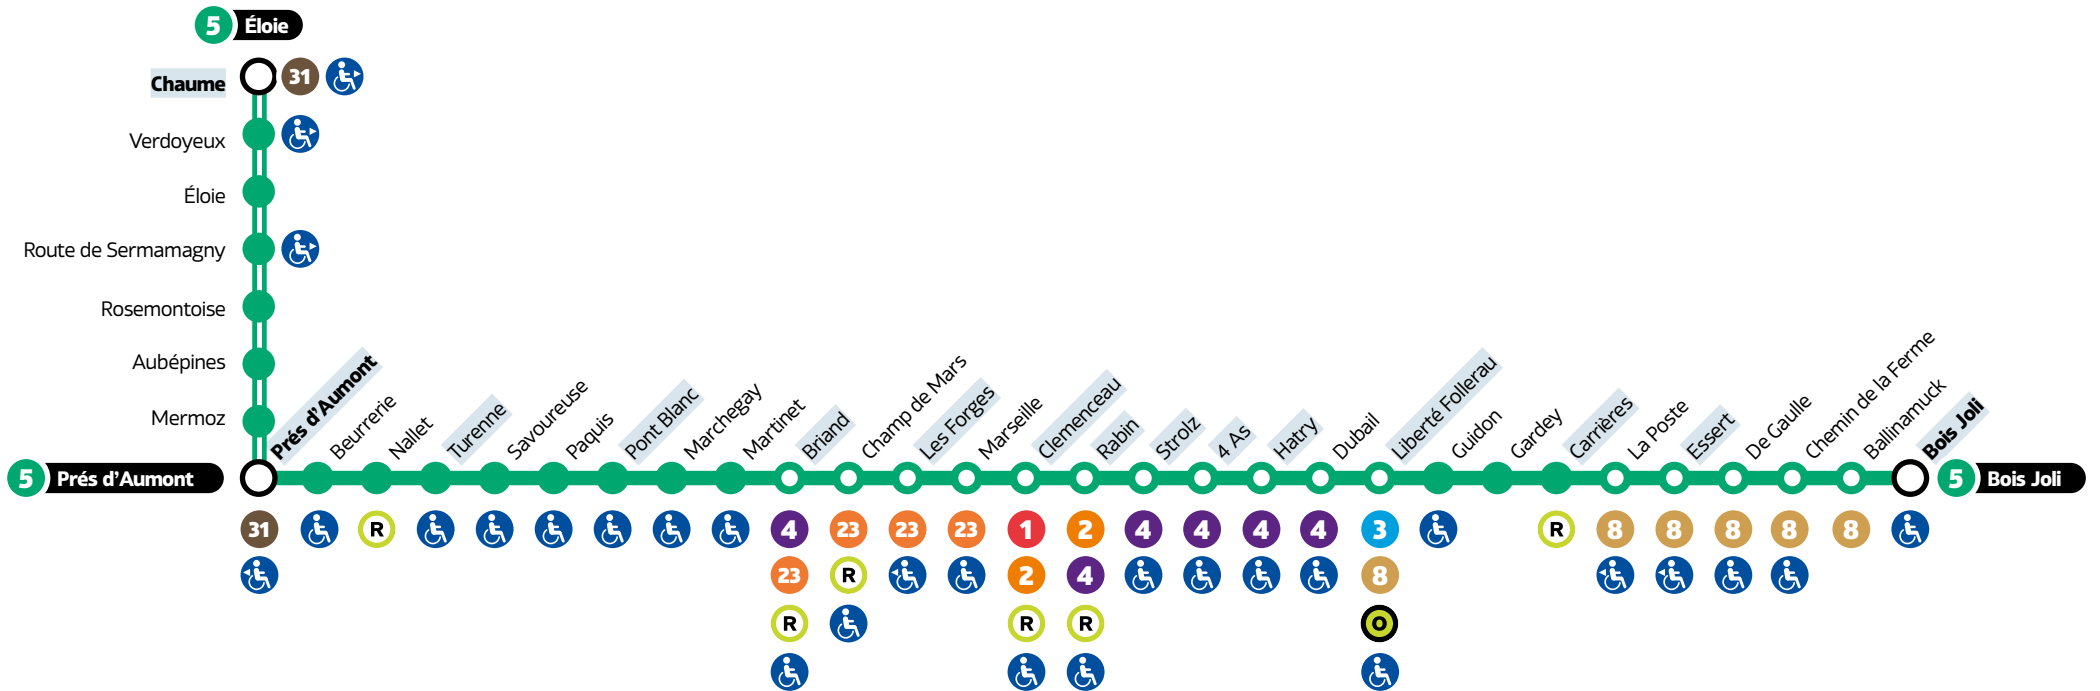 5 Éloie
Chaume 31
Verdoyeux
Éloie
Route de Sermamagny
Rosemontoise
Aubépines
Mermoz
5 Prés d’Aumont
Prés d’Aumont
Beurrerie
Nallet
Turenne
Savoureuse
Paquis
Pont Blanc
Marchegay
Martinet
Briand
Champ de Mars
Les Forges
Marseille
Clemenceau
Rabin
Strolz
4 As
Hatry
Dubail
Liberté Follerau
Guidon
Gardey
Carrières
La Poste
Essert
De Gaulle
Chemin de la Ferme
Ballinamuck
Bois Joli
5 Bois Joli
31 R 4 23 23 23 1 2 4 4 4 4 3 R 8 8 8 8 8
23 R 2 4 8
R R R O